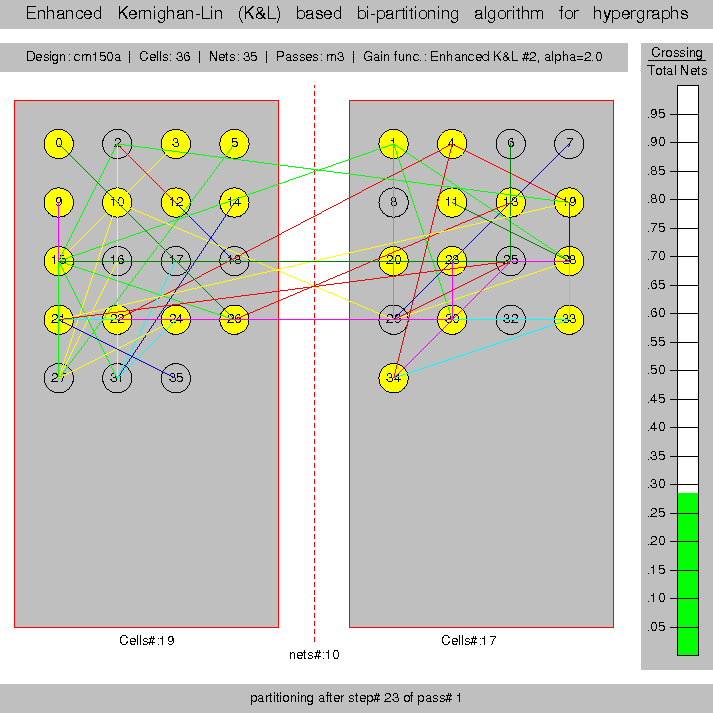 Enhanced Kernighan-Lin (K&L) based bi-partitioning algorithm for hypergraphs
Design: cm150a | Cells: 36 | Nets: 35 | Passes: m3 | Gain func.: Enhanced K&L #2, alpha=2.0
Crossing
Total Nets
0 2 3 5 1 4 6 7
9 10 12 14 8 11 13 19
15 16 17 18 20 23 25 28
21 22 24 26 29 30 32 33
27 31 35 34
.95
.90
.85
.80
.75
.70
.65
.60
.55
.50
.45
.40
.35
.30
.25
.20
.15
.10
.05
Cells#:19 Cells#:17
nets#:10
partitioning after step# 23 of pass# 1